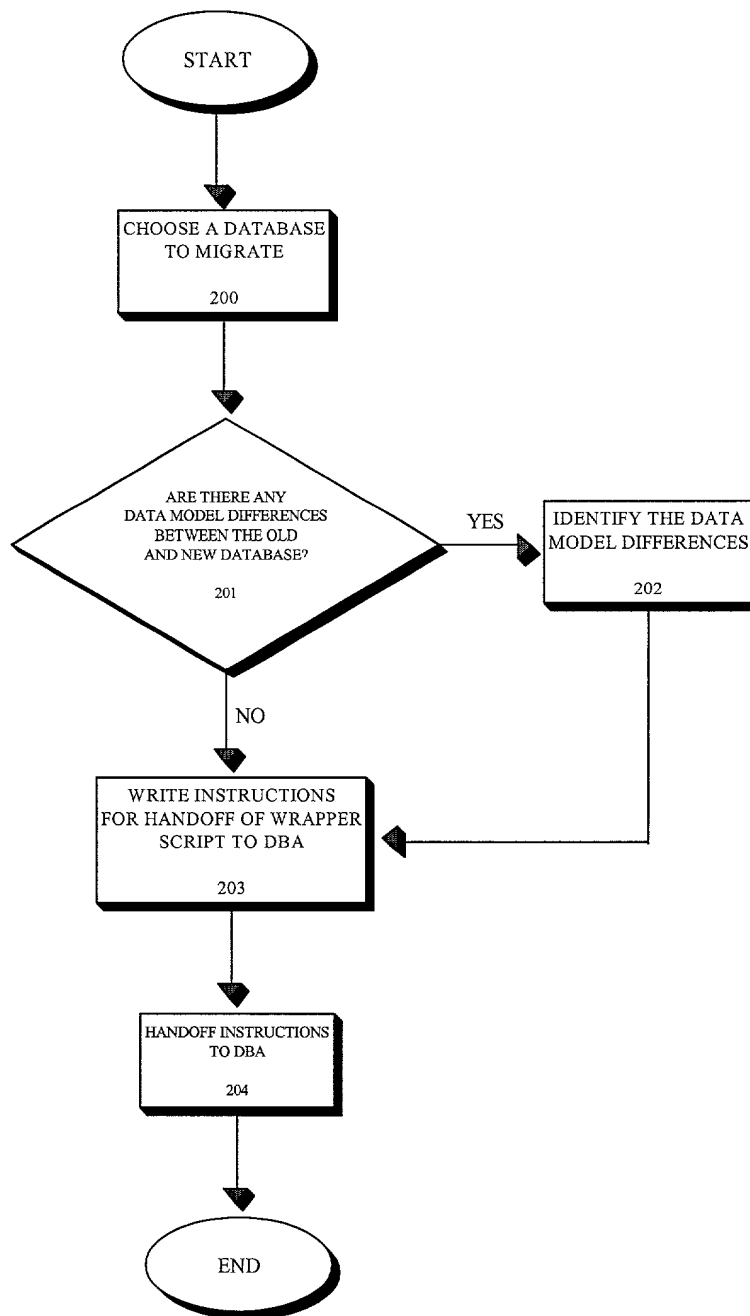 START
CHOOSE A DATABASE
TO MIGRATE
200
ARE THERE ANY
DATA MODEL DIFFERENCES
BETWEEN THE OLD
AND NEW DATABASE?
201
YES
IDENTIFY THE DATA
MODEL DIFFERENCES
202
NO
WRITE INSTRUCTIONS
FOR HANDOFF OF WRAPPER
SCRIPT TO DBA
203
HANDOFF INSTRUCTIONS
TO DBA
204
END